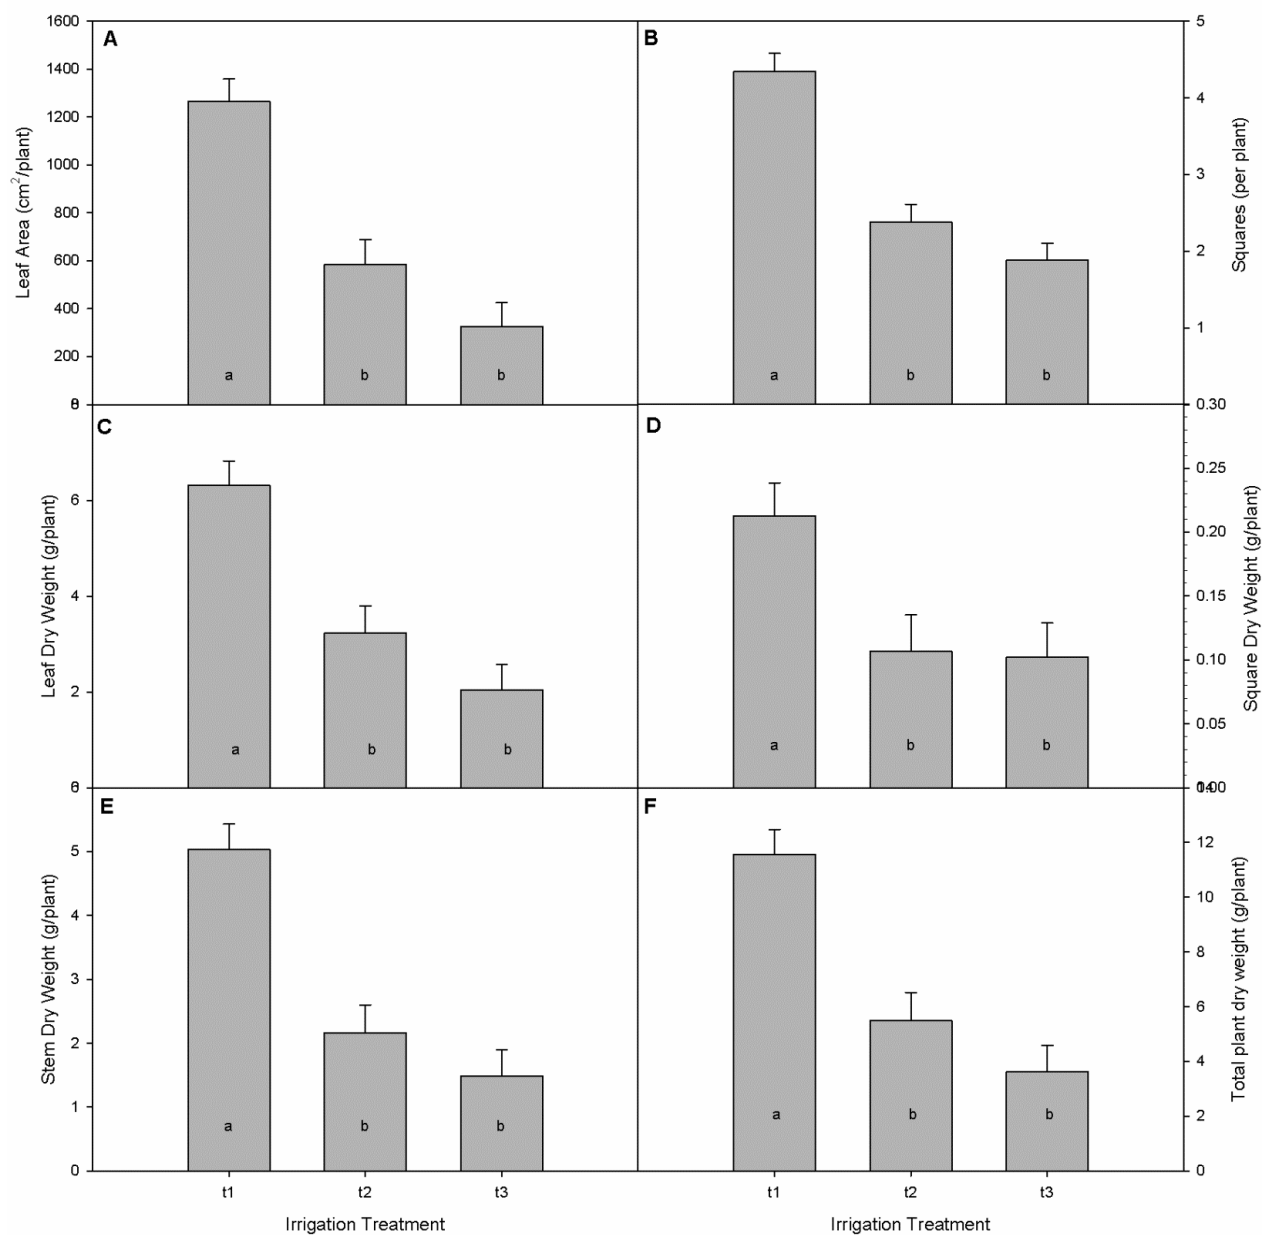 A
1600
1400
1200
1000
800
600
400
200
Leaf Area (cm²/plant)
a
b
b
B
5
4
3
2
1
Squares (per plant)
a
b
b
C
6
4
2
Leaf Dry Weight (g/plant)
a
b
b
D
0.30
0.25
0.20
0.15
0.10
0.05
Square Dry Weight (g/plant)
a
b
b
E
5
4
3
2
1
0
Stem Dry Weight (g/plant)
a
b
b
t1
t2
t3
Irrigation Treatment
F
12
10
8
6
4
2
0
Total plant dry weight (g/plant)
a
b
b
t1
t2
t3
Irrigation Treatment